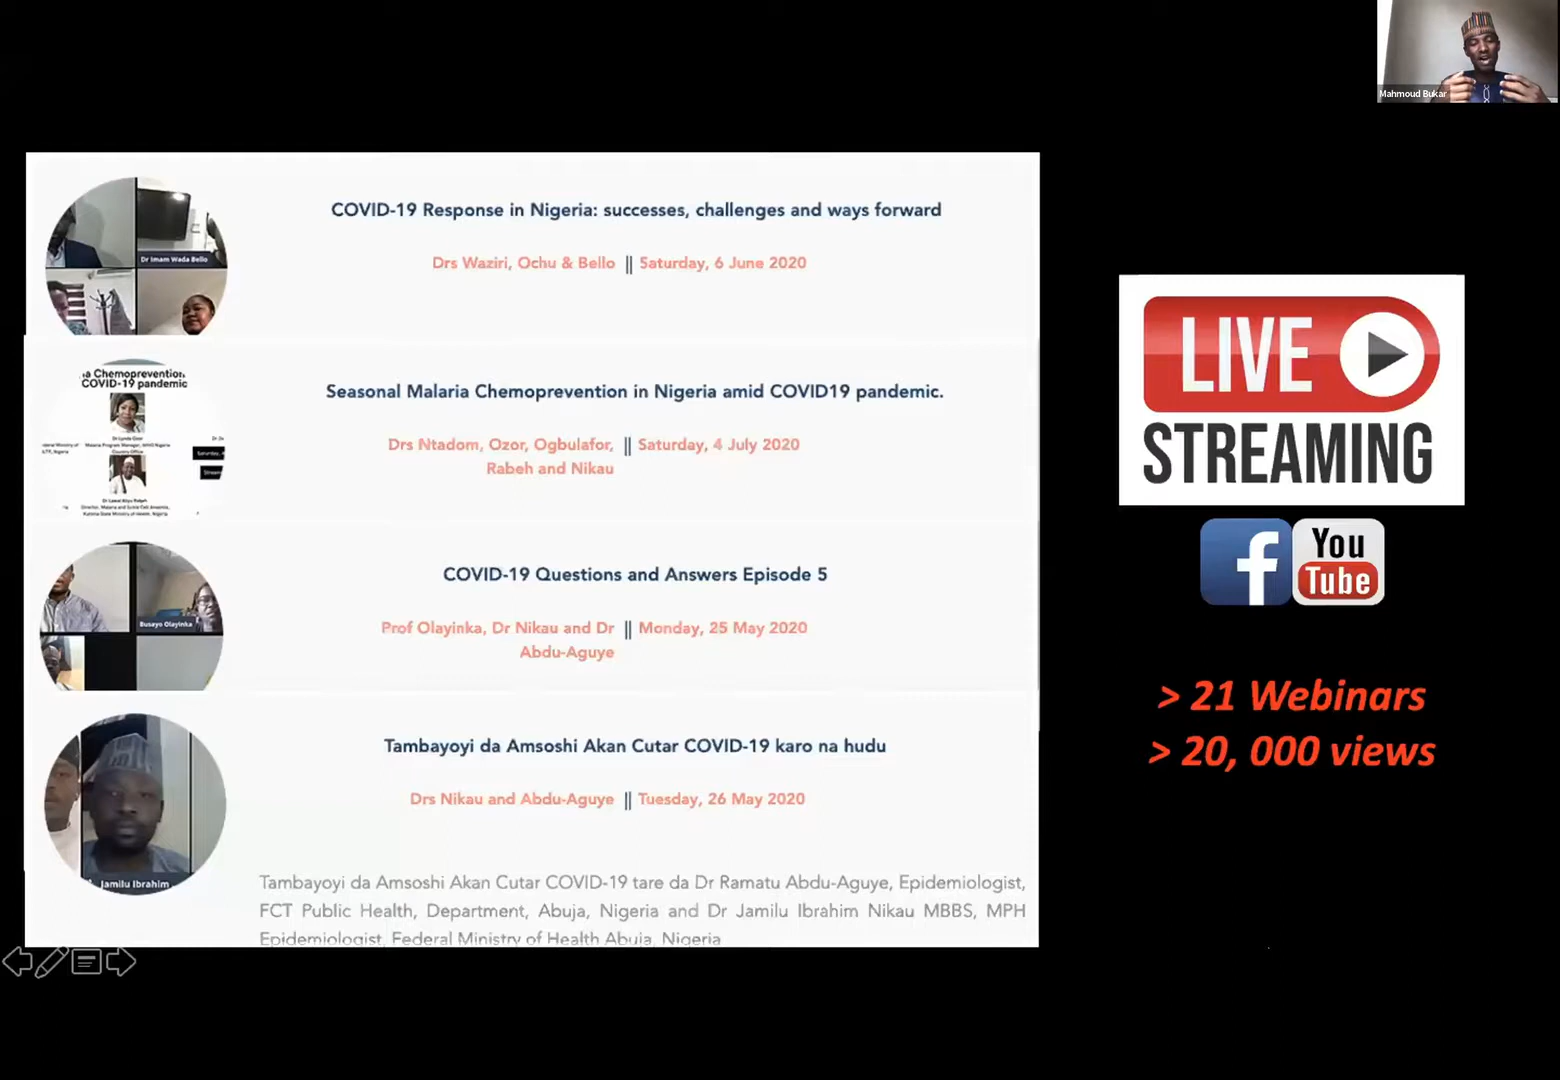 Mahmoud Bukar
COVID-19 Response in Nigeria: successes, challenges and ways forward
Dr Imam Wada Bello
Drs Waziri, Ochu & Bello || Saturday, 6 June 2020
a Chemoprevention
COVID-19 pandemic
Seasonal Malaria Chemoprevention in Nigeria amid COVID19 pandemic.
Drs Ntadom, Ozor, Ogbulafor, || Saturday, 4 July 2020
Rabeh and Nikau
COVID-19 Questions and Answers Episode 5
Busayo Olayinka
Prof Olayinka, Dr Nikau and Dr || Monday, 25 May 2020
Abdu-Aguye
Tambayoyi da Amsoshi Akan Cutar COVID-19 karo na hudu
Drs Nikau and Abdu-Aguye || Tuesday, 26 May 2020
Jamilu Ibrahim
Tambayoyi da Amsoshi Akan Cutar COVID-19 tare da Dr Ramatu Abdu-Aguye, Epidemiologist,
FCT Public Health, Department, Abuja, Nigeria and Dr Jamilu Ibrahim Nikau MBBS, MPH
Epidemiologist, Federal Ministry of Health Abuja, Nigeria
LIVE
STREAMING
f
You
Tube
> 21 Webinars
> 20, 000 views